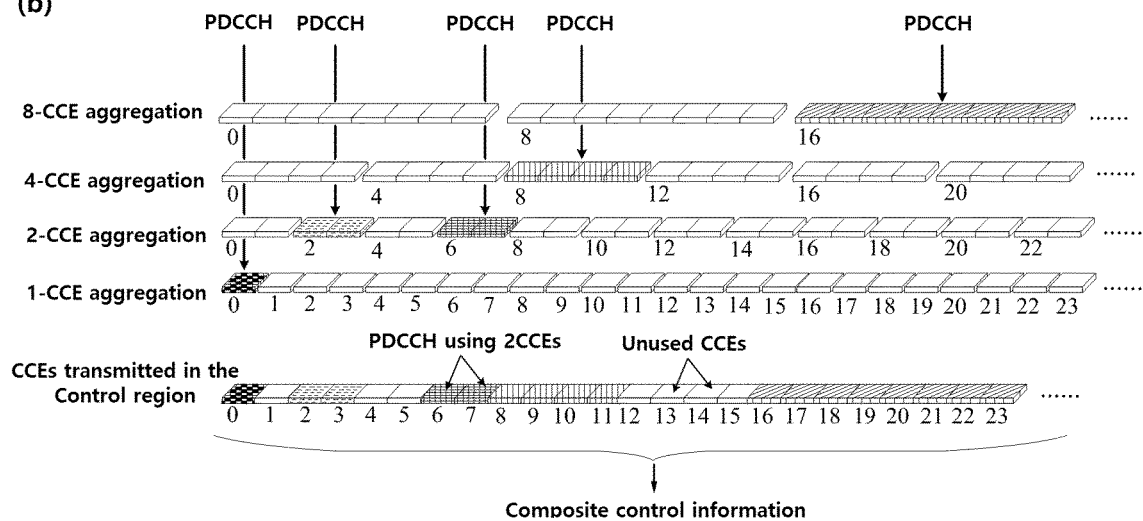 (b)
PDCCH PDCCH PDCCH PDCCH PDCCH
8-CCE aggregation ......
0 8 16
4-CCE aggregation ......
0 4 8 12 16 20
2-CCE aggregation ......
0 2 4 6 8 10 12 14 16 18 20 22
1-CCE aggregation ......
0 1 2 3 4 5 6 7 8 9 10 11 12 13 14 15 16 17 18 19 20 21 22 23
PDCCH using 2CCEs Unused CCEs
CCEs transmitted in the
Control region ......
0 1 2 3 4 5 6 7 8 9 10 11 12 13 14 15 16 17 18 19 20 21 22 23
Composite control information